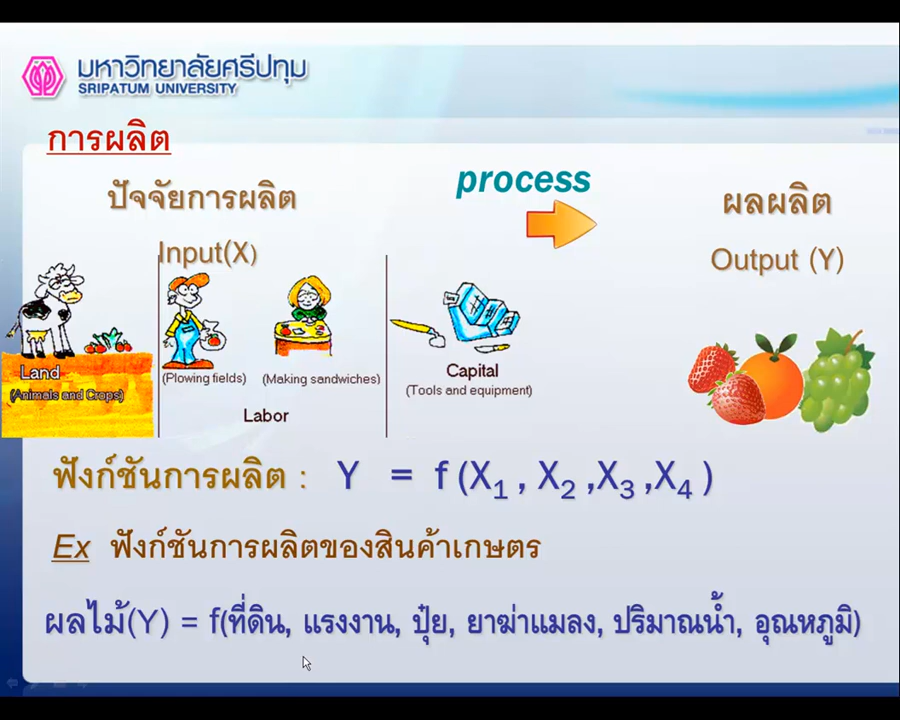 มหาวิทยาลัยศรีปทุม
SRIPATUM UNIVERSITY
การผลิต
ปัจจัยการผลิต
process
ผลผลิต
Input(X)
Output (Y)
Land
(Animals and Crops)
(Plowing fields)
(Making sandwiches)
Labor
Capital
(Tools and equipment)
ฟังก์ชันการผลิต : Y = f (X1 , X2 ,X3 ,X4 )
Ex ฟังก์ชันการผลิตของสินค้าเกษตร
ผลไม้(Y) = f(ที่ดิน, แรงงาน, ปุ๋ย, ยาฆ่าแมลง, ปริมาณน้ำ, อุณหภูมิ)